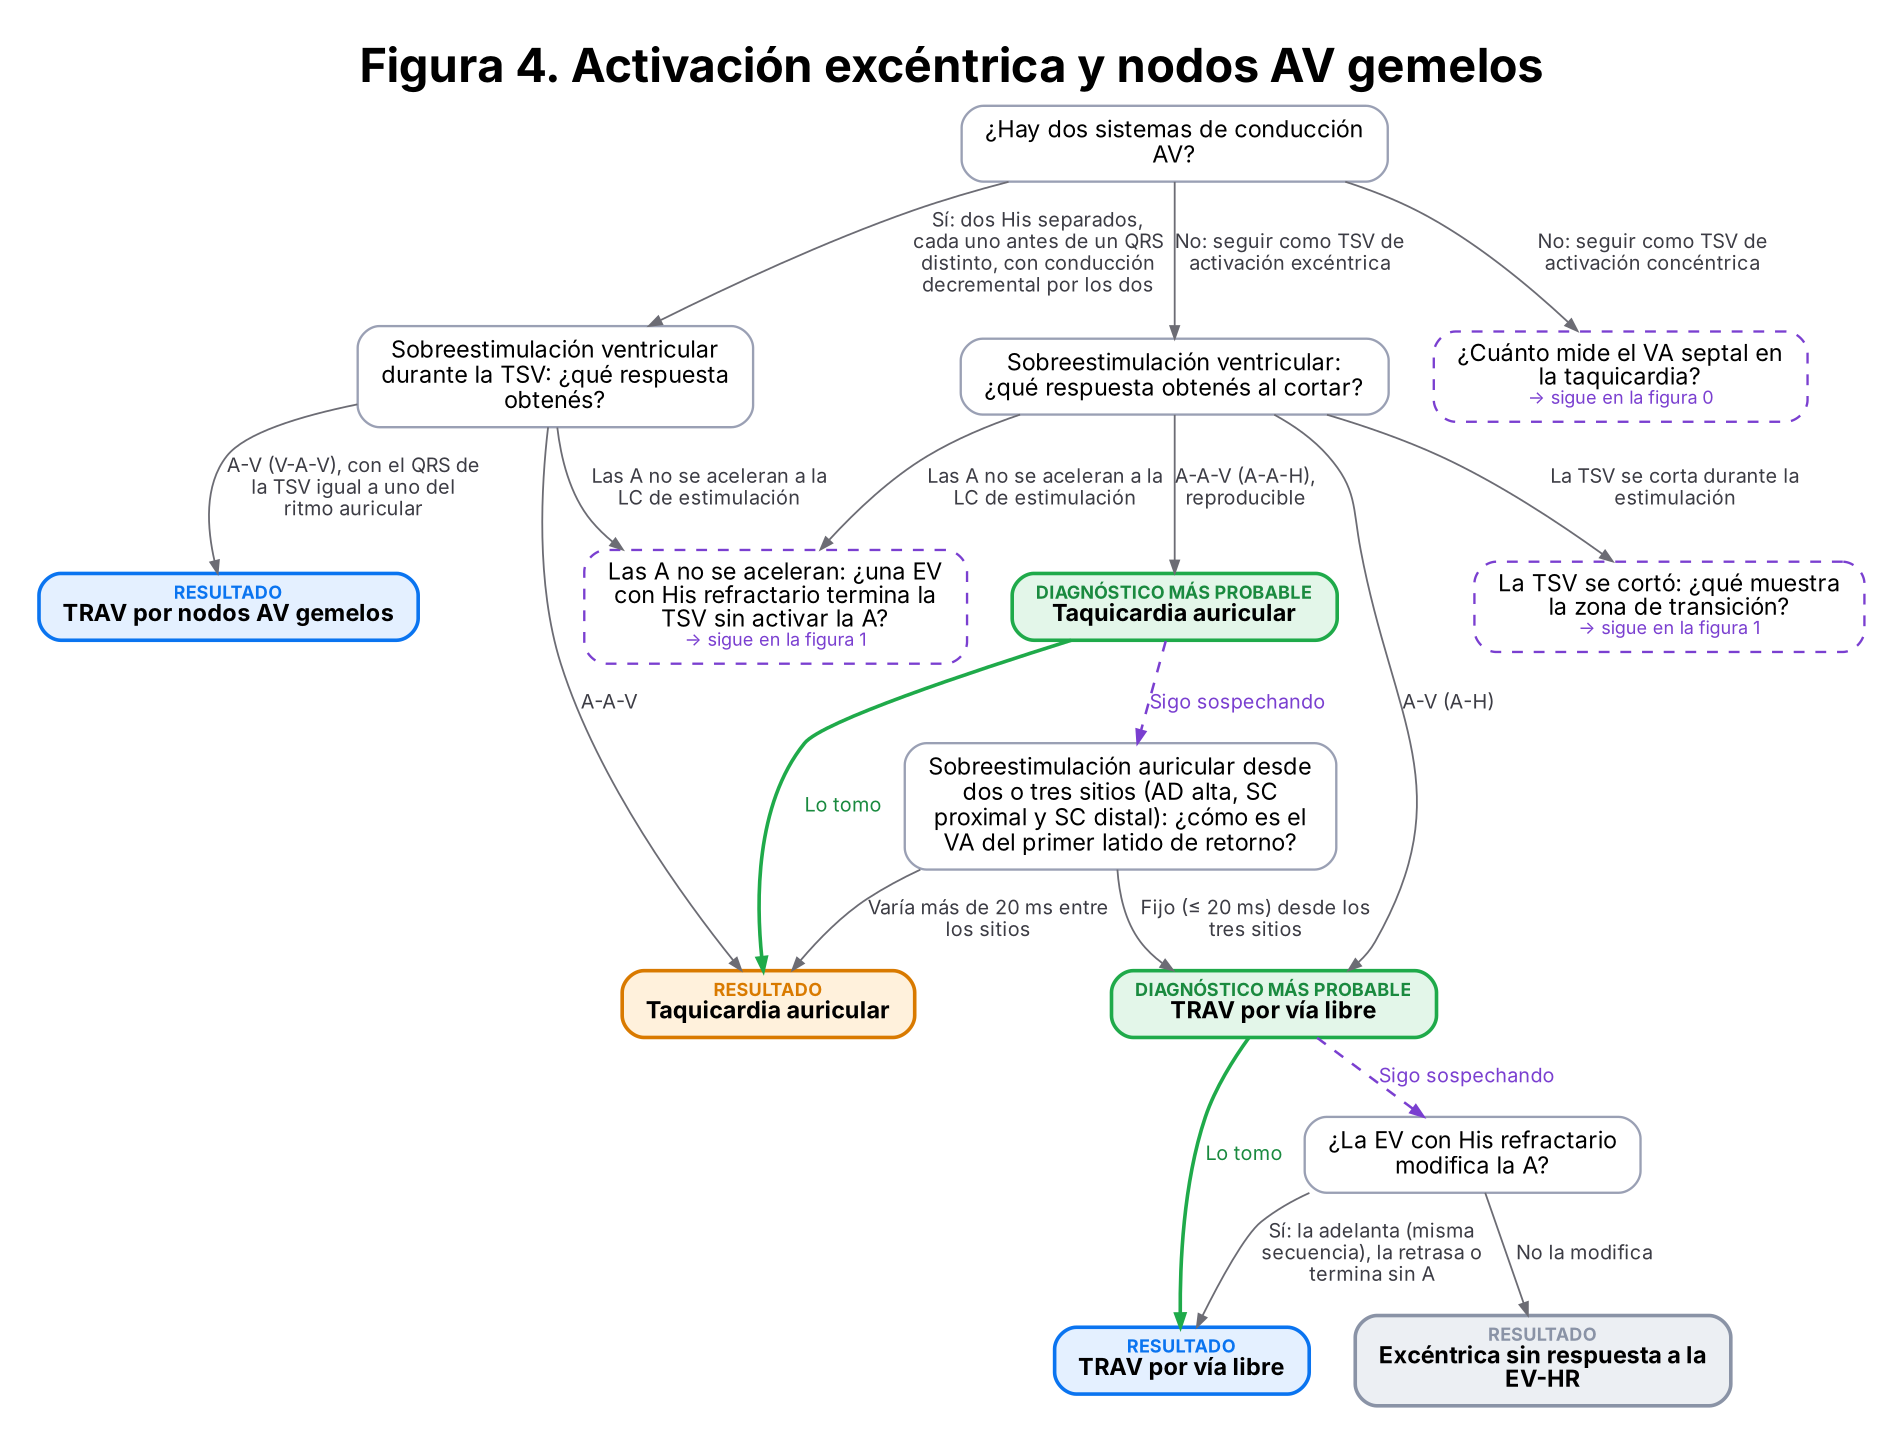 Figura 4. Activación excéntrica y nodos AV gemelos
¿Hay dos sistemas de conducción
AV?
Sí: dos His separados,
cada uno antes de un QRS
distinto, con conducción
decremental por los dos
No: seguir como TSV de
activación excéntrica
No: seguir como TSV de
activación concéntrica
Sobreestimulación ventricular
durante la TSV: ¿qué respuesta
obtenés?
Sobreestimulación ventricular:
¿qué respuesta obtenés al cortar?
¿Cuánto mide el VA septal en
la taquicardia?
→ sigue en la figura 0
A-V (V-A-V), con el QRS de
la TSV igual a uno del
ritmo auricular
Las A no se aceleran a la
LC de estimulación
Las A no se aceleran a la
LC de estimulación
A-A-V (A-A-H),
reproducible
La TSV se corta durante la
estimulación
RESULTADO
TRAV por nodos AV gemelos
Las A no se aceleran: ¿una EV
con His refractario termina la
TSV sin activar la A?
→ sigue en la figura 1
DIAGNÓSTICO MÁS PROBABLE
Taquicardia auricular
La TSV se cortó: ¿qué muestra
la zona de transición?
→ sigue en la figura 1
A-A-V
Sigo sospechando
A-V (A-H)
Sobreestimulación auricular desde
dos o tres sitios (AD alta, SC
proximal y SC distal): ¿cómo es el
VA del primer latido de retorno?
Lo tomo
Varía más de 20 ms entre
los sitios
Fijo (≤ 20 ms) desde los
tres sitios
RESULTADO
Taquicardia auricular
DIAGNÓSTICO MÁS PROBABLE
TRAV por vía libre
Sigo sospechando
Lo tomo
¿La EV con His refractario
modifica la A?
Sí: la adelanta (misma
secuencia), la retrasa o
termina sin A
No la modifica
RESULTADO
TRAV por vía libre
RESULTADO
Excéntrica sin respuesta a la
EV-HR